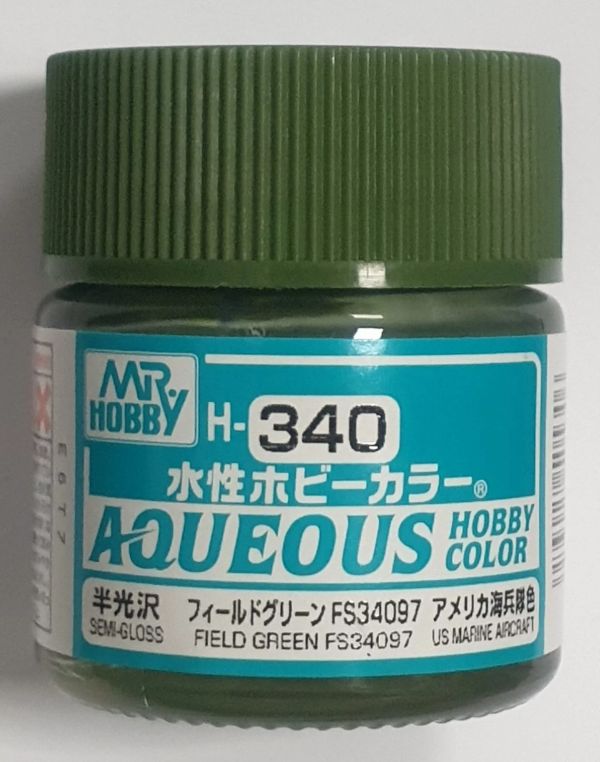 MR.
HOBBY
H-340
水性ホビーカラー®
AQUEOUS HOBBY COLOR
半光沢 フィールドグリーン FS34097 アメリカ海兵隊色
SEMI-GLOSS FIELD GREEN FS34097 US MARINE AIRCRAFT
E6T7